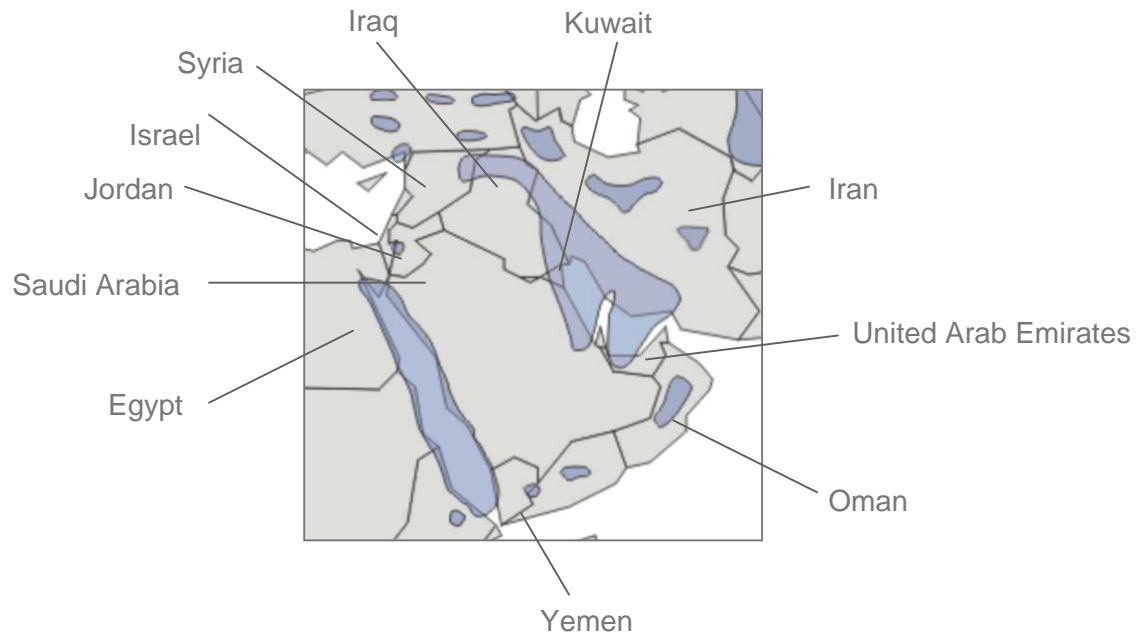 Iraq
Kuwait
Syria
Israel
Jordan
Iran
Saudi Arabia
United Arab Emirates
Egypt
Oman
Yemen